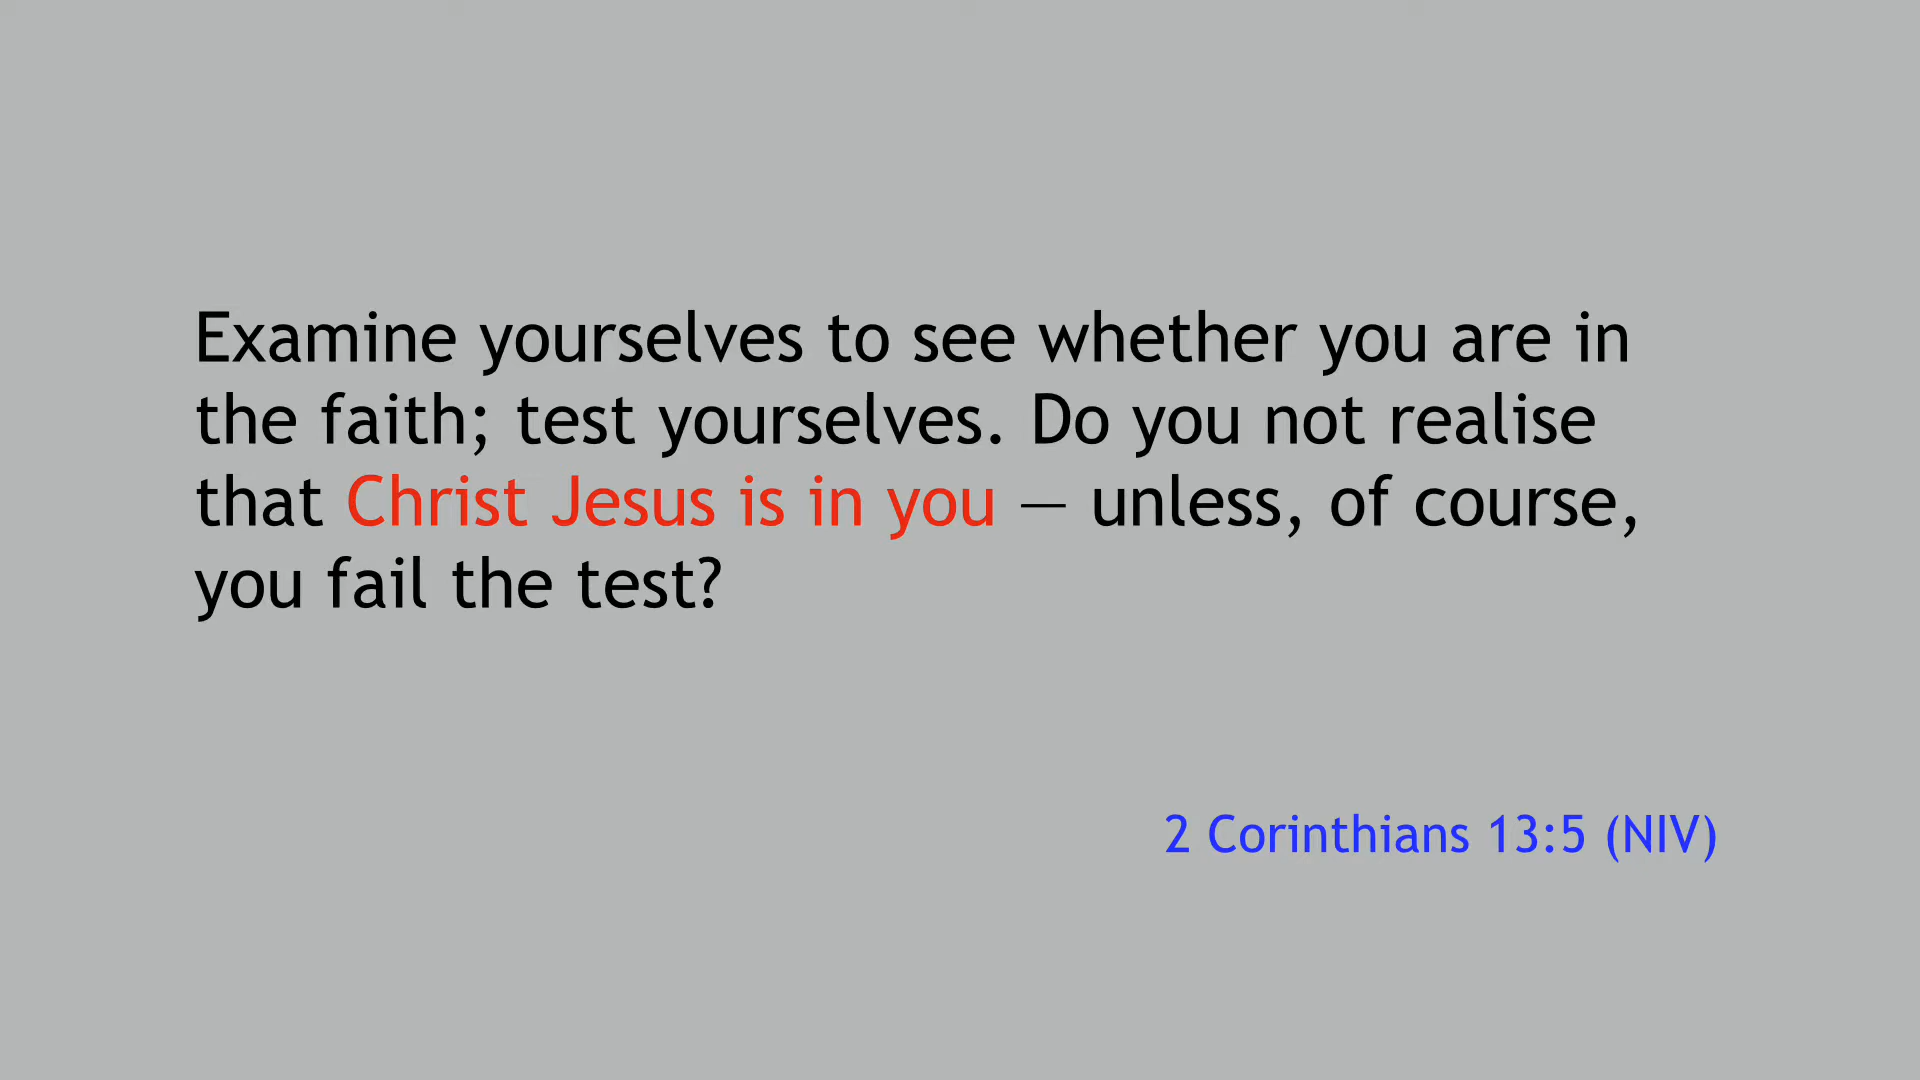 Examine yourselves to see whether you are in
the faith; test yourselves. Do you not realise
that Christ Jesus is in you — unless, of course,
you fail the test?
2 Corinthians 13:5 (NIV)